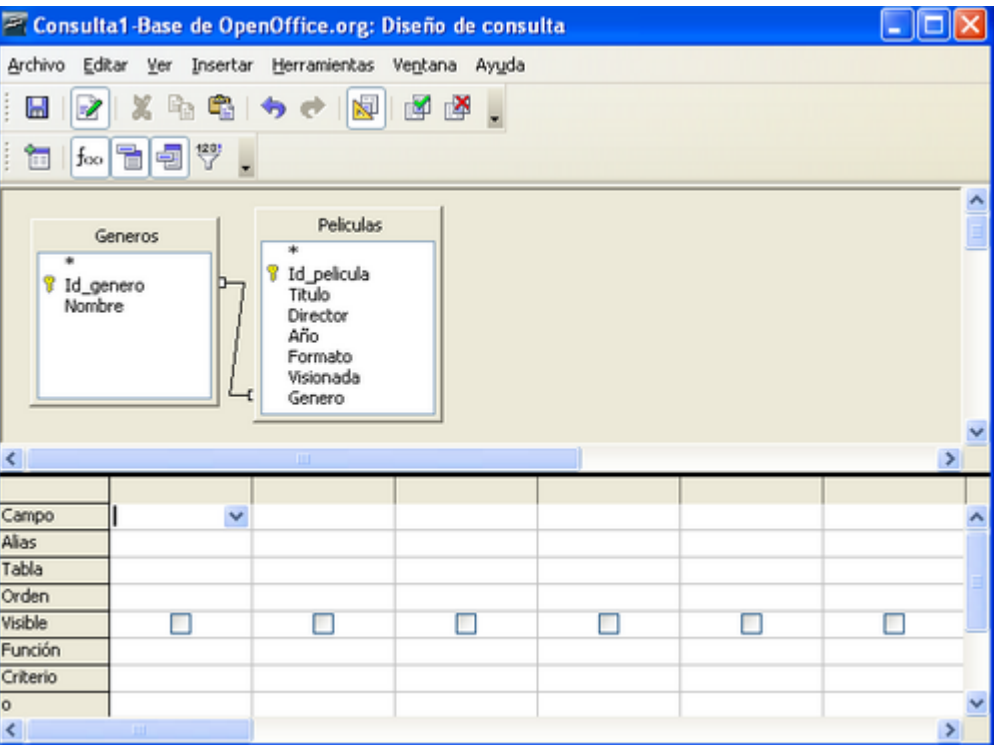 Consulta1-Base de OpenOffice.org: Diseño de consulta
Archivo Editar Ver Insertar Herramientas Ventana Ayuda
Generos
*
Id_genero
Nombre
Peliculas
*
Id_pelicula
Titulo
Director
Año
Formato
Visionada
Genero
Campo
Alias
Tabla
Orden
Visible
Función
Criterio
o